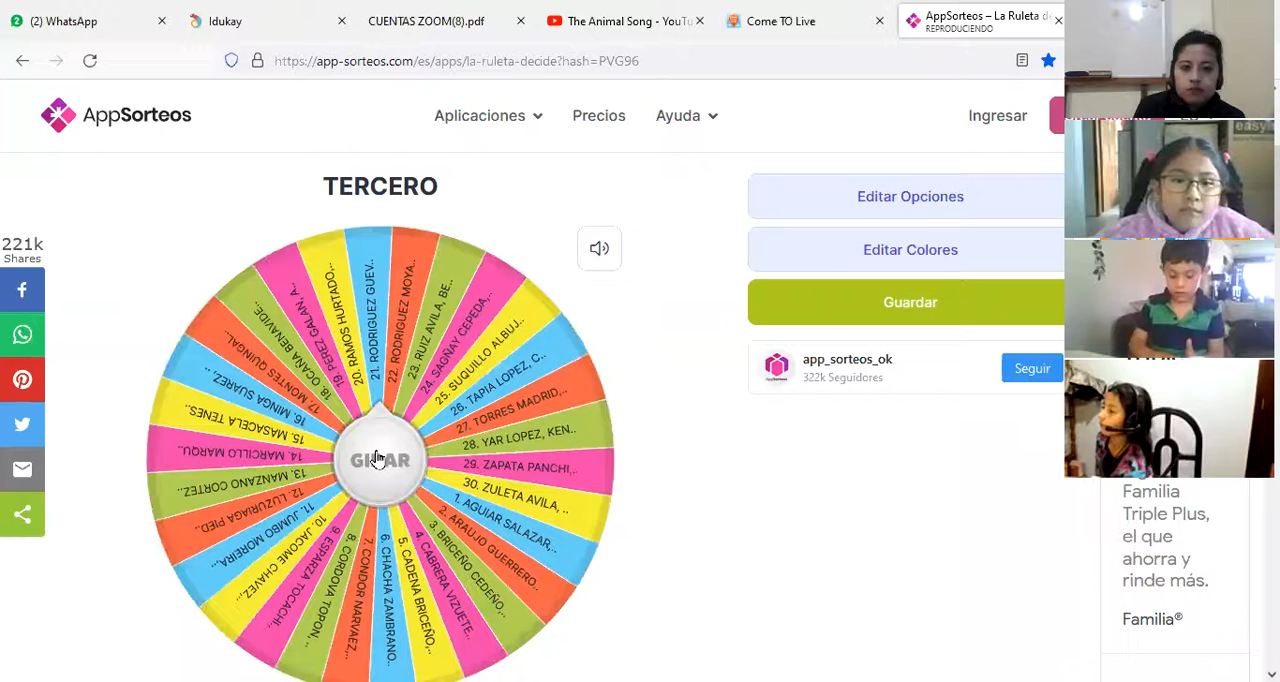 (2) WhatsApp
Idukay
CUENTAS ZOOM(8).pdf
The Animal Song - YouTu
Come TO Live
AppSorteos – La Ruleta de
REPRODUCIENDO
https://app-sorteos.com/es/apps/la-ruleta-decide?hash=PVG96
AppSorteos
Aplicaciones
Precios
Ayuda
Ingresar
TERCERO
221k
Shares
Editar Opciones
Editar Colores
Guardar
app_sorteos_ok
322k Seguidores
Seguir
GIRAR
1. AGUIAR SALAZAR,..
2. ARAUJO GUERRERO..
3. BRICEÑO CEDEÑO,..
4. CABRERA VIZUETE..
5. CADENA BRICEÑO,..
6. CHACHA ZAMBRANO..
7. CONDOR NARVAEZ,..
8. CORDOVA TOPON, ..
9. ESPARZA TOCACHI..
10. JACOME CHAVEZ,..
11. JUMBO MOREIRA,..
12. LUZURIAGA PIED..
13. MANZANO CORTEZ..
14. MARCILLO MARQU..
15. MASACELA TENES..
16. MINGA SUAREZ, ..
17. MONTES QUINGAL..
18. OCAÑA BENAVIDE..
19. PEREZ GALAN, A..
20. RAMOS HURTADO,..
21. RODRIGUEZ GUEV..
22. RODRIGUEZ MOYA..
23. RUIZ AVILA, BE..
24. SAGÑAY CEPEDA,..
25. SUQUILLO ALBUJ..
26. TAPIA LOPEZ, C..
27. TORRES MADRID,..
28. YAR LOPEZ, KEN..
29. ZAPATA PANCHI,..
30. ZULETA AVILA, ..
easy
Familia
Triple Plus,
el que
ahorra y
rinde más.
Familia®